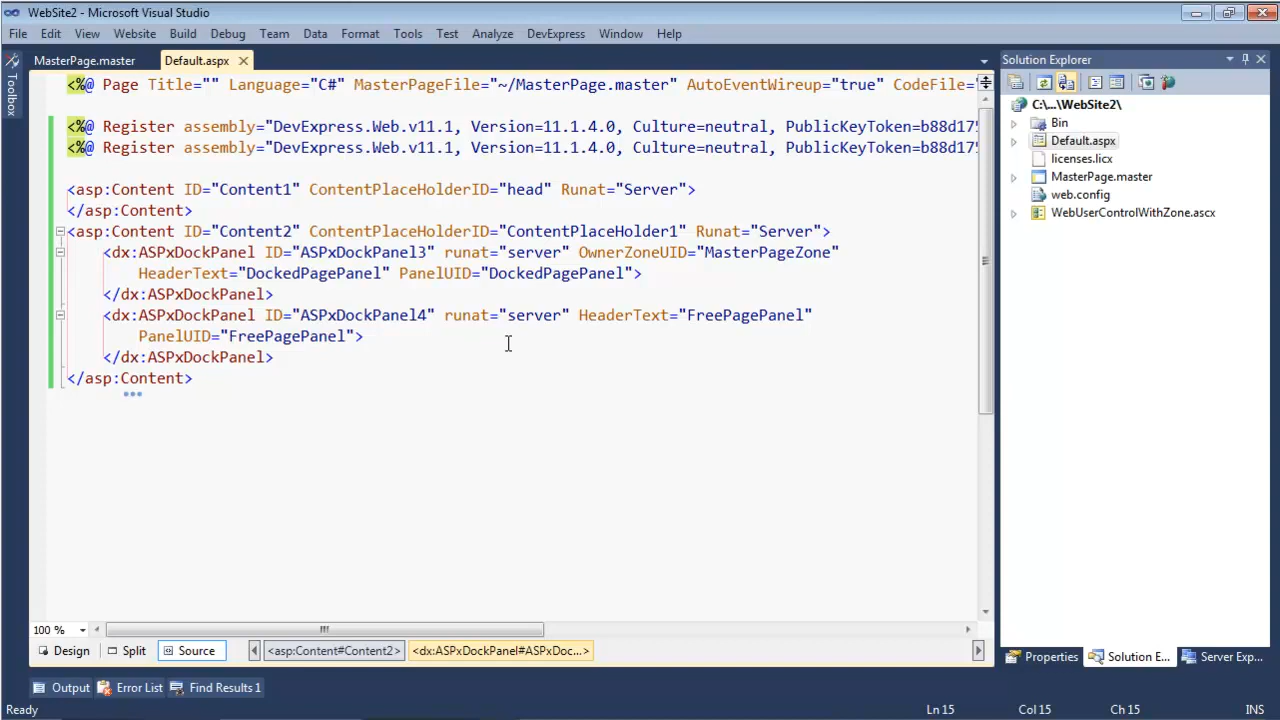 WebSite2 - Microsoft Visual Studio
File Edit View Website Build Debug Team Data Format Tools Test Analyze DevExpress Window Help
MasterPage.master Default.aspx
Toolbox
<%@ Page Title="" Language="C#" MasterPageFile="~/MasterPage.master" AutoEventWireup="true" CodeFile="
<%@ Register assembly="DevExpress.Web.v11.1, Version=11.1.4.0, Culture=neutral, PublicKeyToken=b88d175
<%@ Register assembly="DevExpress.Web.v11.1, Version=11.1.4.0, Culture=neutral, PublicKeyToken=b88d175
<asp:Content ID="Content1" ContentPlaceHolderID="head" Runat="Server">
</asp:Content>
<asp:Content ID="Content2" ContentPlaceHolderID="ContentPlaceHolder1" Runat="Server">
<dx:ASPxDockPanel ID="ASPxDockPanel3" runat="server" OwnerZoneUID="MasterPageZone"
HeaderText="DockedPagePanel" PanelUID="DockedPagePanel">
</dx:ASPxDockPanel>
<dx:ASPxDockPanel ID="ASPxDockPanel4" runat="server" HeaderText="FreePagePanel"
PanelUID="FreePagePanel">
</dx:ASPxDockPanel>
</asp:Content>
100 %
Design Split Source <asp:Content#Content2> <dx:ASPxDockPanel#ASPxDoc...>
Solution Explorer
C:\...\WebSite2\
Bin
Default.aspx
licenses.licx
MasterPage.master
web.config
WebUserControlWithZone.ascx
Properties Solution E... Server Exp...
Output Error List Find Results 1
Ready Ln 15 Col 15 Ch 15 INS